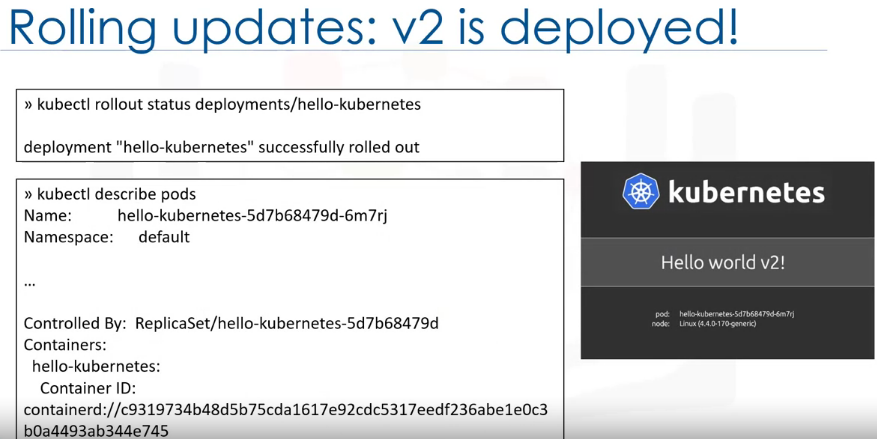 Rolling updates: v2 is deployed!
» kubectl rollout status deployments/hello-kubernetes
deployment "hello-kubernetes" successfully rolled out
» kubectl describe pods
Name: hello-kubernetes-5d7b68479d-6m7rj
Namespace: default
...
Controlled By: ReplicaSet/hello-kubernetes-5d7b68479d
Containers:
hello-kubernetes:
Container ID:
containerd://c9319734b48d5b75cda1617e92cdc5317eedf236abe1e0c3
b0a4493ab344e745
kubernetes
Hello world v2!
pod: hello-kubernetes-5d7b68479d-6m7rj
node: Linux (4.4.0-170-generic)